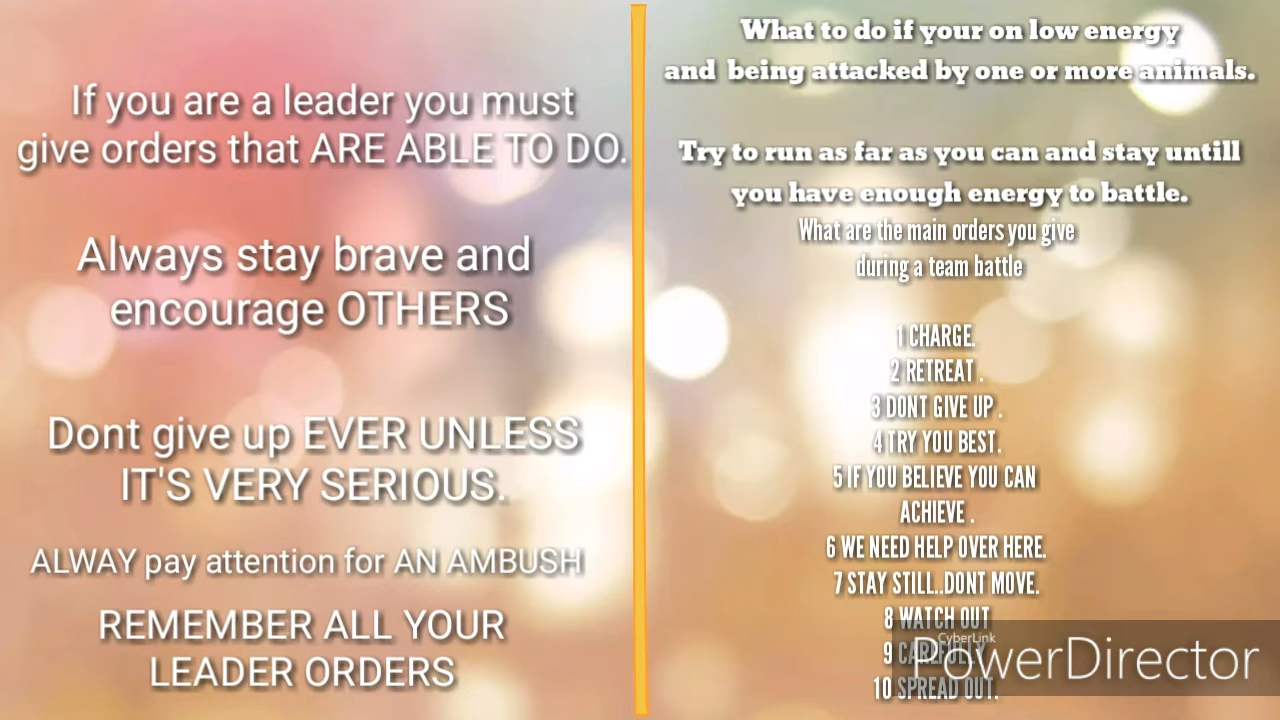 If you are a leader you must
give orders that ARE ABLE TO DO.
Always stay brave and
encourage OTHERS
Dont give up EVER UNLESS
IT'S VERY SERIOUS.
ALWAY pay attention for AN AMBUSH
REMEMBER ALL YOUR
LEADER ORDERS
What to do if your on low energy
and being attacked by one or more animals.
Try to run as far as you can and stay untill
you have enough energy to battle.
What are the main orders you give
during a team battle
1 CHARGE.
2 RETREAT .
3 DONT GIVE UP .
4 TRY YOU BEST.
5 IF YOU BELIEVE YOU CAN
ACHIEVE .
6 WE NEED HELP OVER HERE.
7 STAY STILL..DONT MOVE.
8 WATCH OUT
9 CAREFULLY
10 SPREAD OUT.
CyberLink
PowerDirector